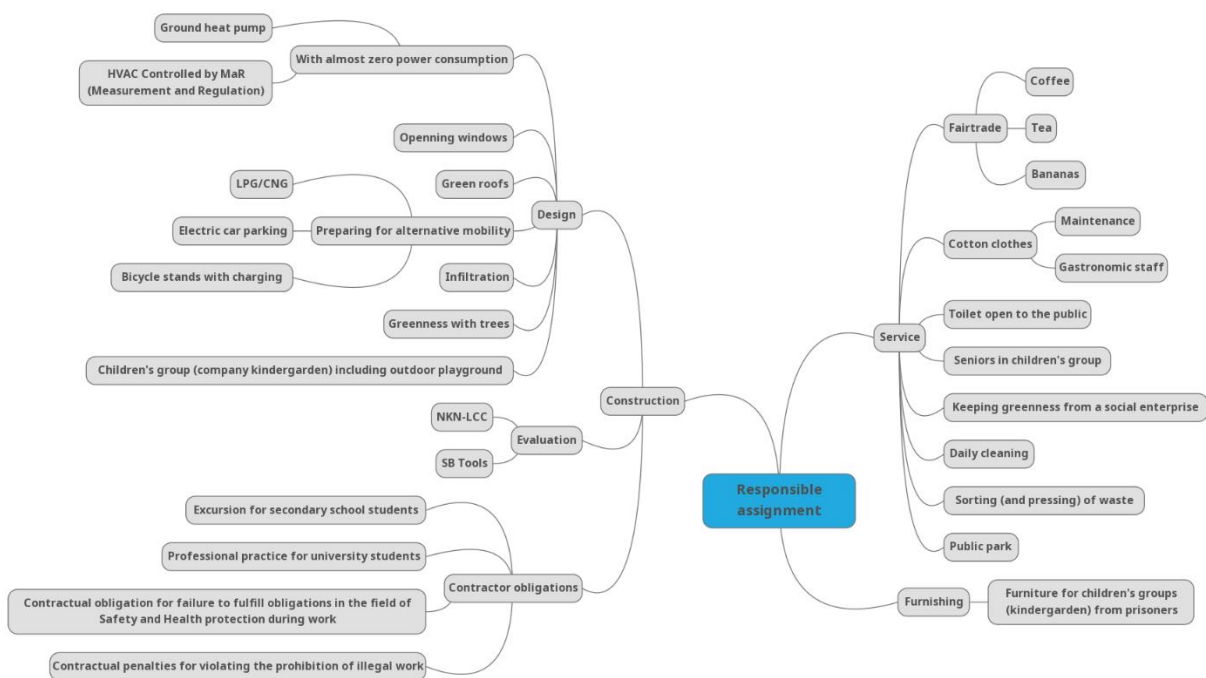 Ground heat pump
With almost zero power consumption
HVAC Controlled by MaR
(Measurement and Regulation)
Openning windows
Green roofs
LPG/CNG
Electric car parking
Preparing for alternative mobility
Bicycle stands with charging
Infiltration
Greenness with trees
Children's group (company kindergarden) including outdoor playground
Design
NKN-LCC
SB Tools
Evaluation
Construction
Excursion for secondary school students
Professional practice for university students
Contractual obligation for failure to fulfill obligations in the field of
Safety and Health protection during work
Contractual penalties for violating the prohibition of illegal work
Contractor obligations
Responsible
assignment
Service
Fairtrade
Coffee
Tea
Bananas
Cotton clothes
Maintenance
Gastronomic staff
Toilet open to the public
Seniors in children's group
Keeping greenness from a social enterprise
Daily cleaning
Sorting (and pressing) of waste
Public park
Furnishing
Furniture for children's groups
(kindergarden) from prisoners